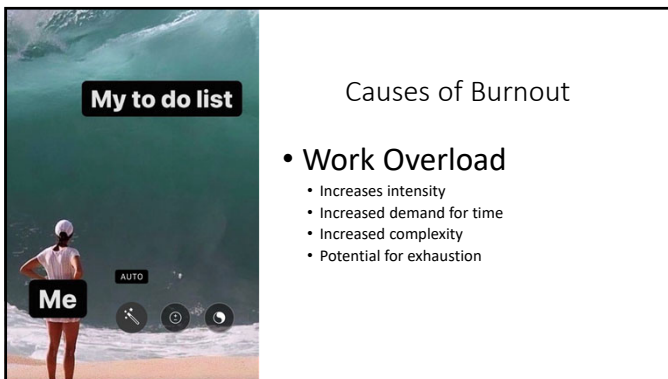 My to do list
Me
AUTO
Causes of Burnout
• Work Overload
• Increases intensity
• Increased demand for time
• Increased complexity
• Potential for exhaustion